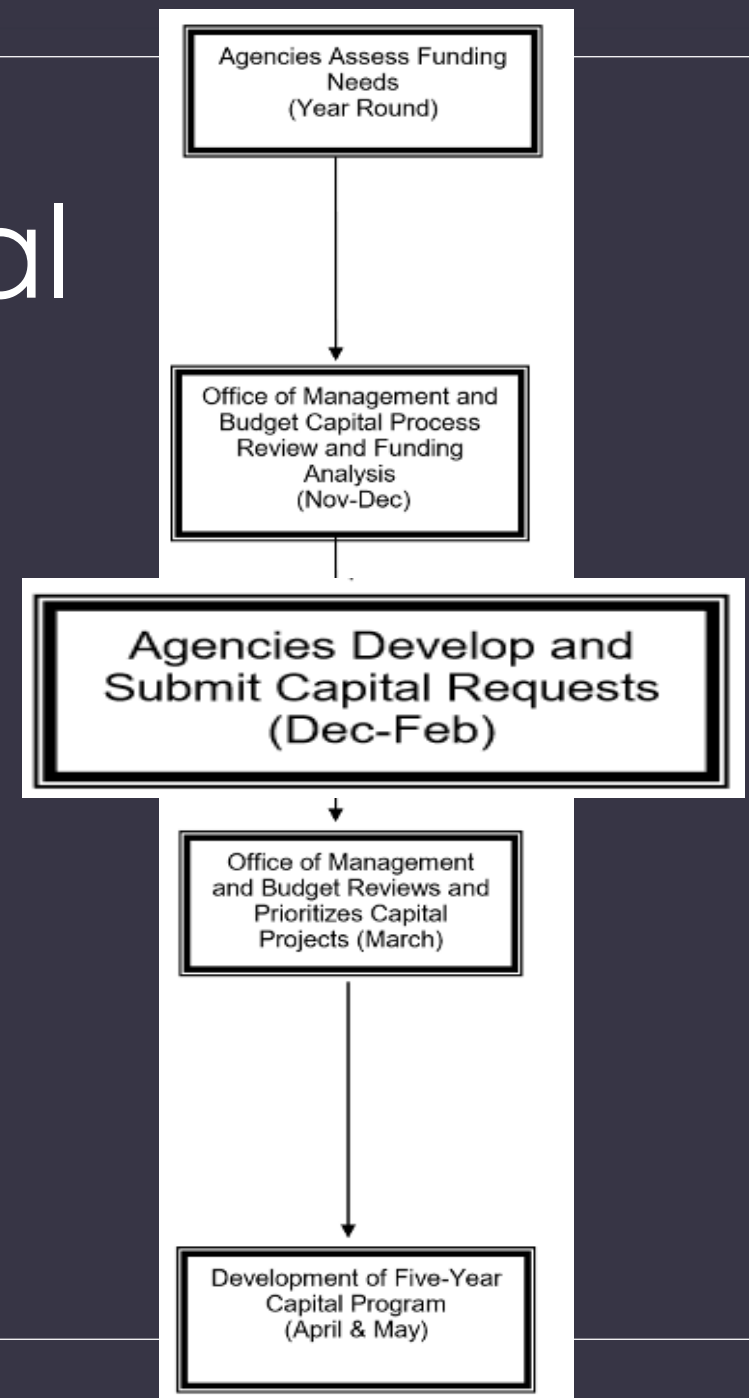 Agencies Assess Funding
Needs
(Year Round)
al
Office of Management and
Budget Capital Process
Review and Funding
Analysis
(Nov-Dec)
Agencies Develop and
Submit Capital Requests
(Dec-Feb)
Office of Management
and Budget Reviews and
Prioritizes Capital
Projects (March)
Development of Five-Year
Capital Program
(April & May)